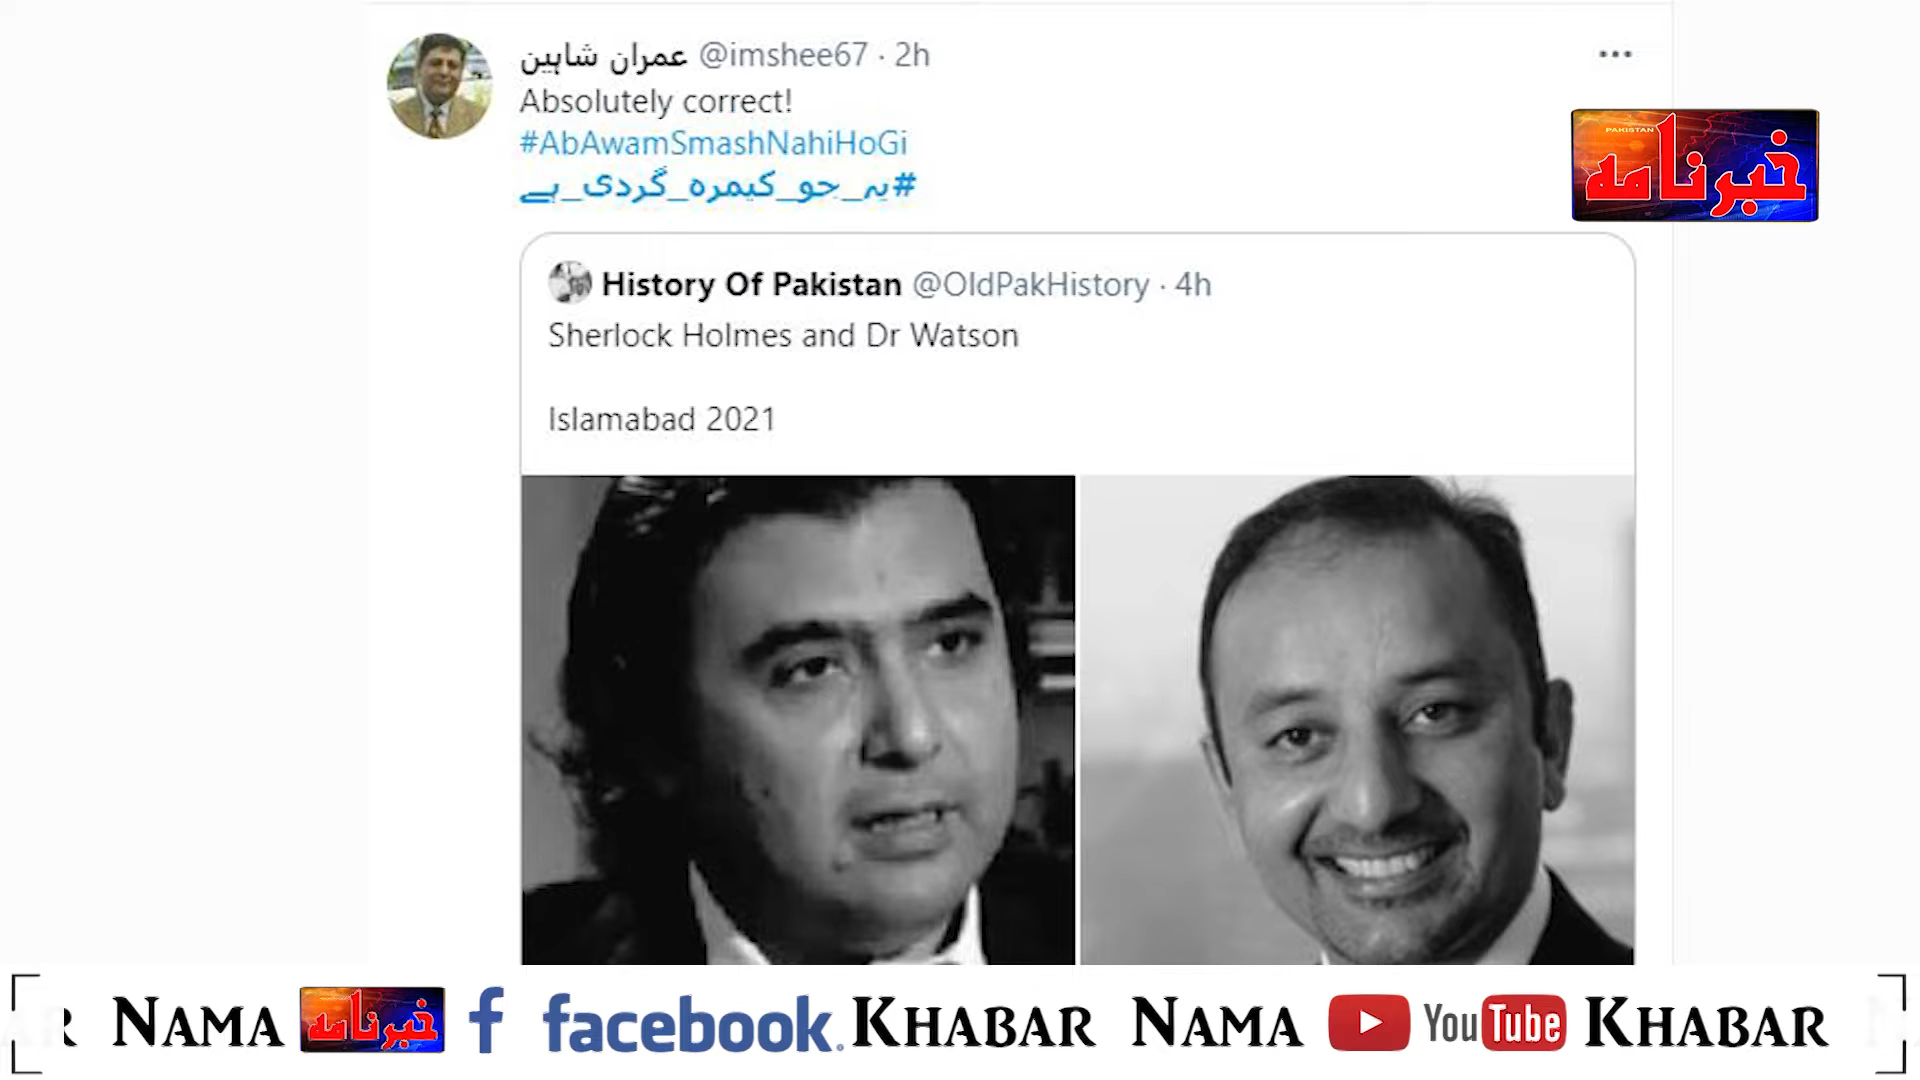 عمران شاہین @imshee67 · 2h
Absolutely correct!
#AbAwamSmashNahiHoGi
#یہ_جو_کیمرہ_گردی_ہے
PAKISTAN
خبرنامہ
History Of Pakistan @OldPakHistory · 4h
Sherlock Holmes and Dr Watson
Islamabad 2021
AR NAMA خبرنامہ f facebook. KHABAR NAMA YouTube KHABAR N